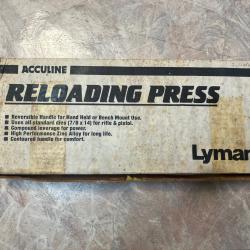 ACCULINE
RELOADING PRESS
■ Reversible Handle for Hand Held or Bench Mount Use.
■ Uses all standard dies (7/8 x 14) for rifle & pistol.
■ Compound leverage for power.
■ High Performance Zinc Alloy for long life.
■ Contoured handle for comfort.
Lyman